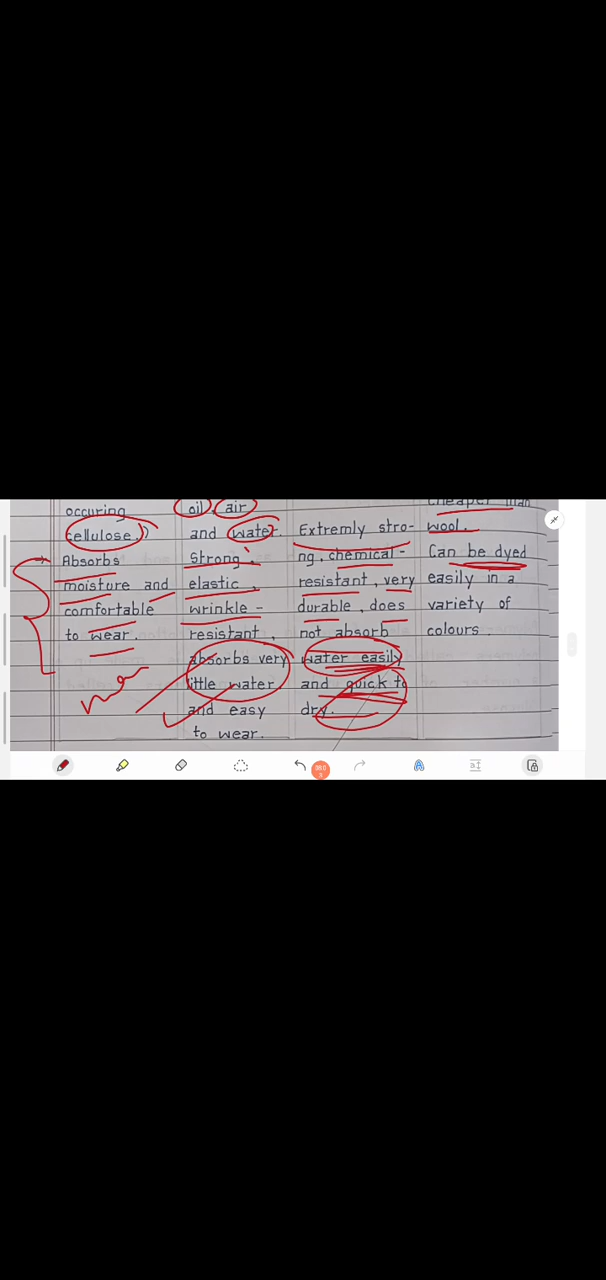 occuring
cellulose.)
Absorbs
moisture and
comfortable
to wear.
oil, air
and water.
Strong,
elastic,
wrinkle-
resistant,
absorbs very
little water
and easy
to wear.
Extremly stro-
ng, chemical-
resistant, very
durable, does
not absorb
water easily
and quick to
dry.
cheaper than
wool.
Can be dyed
easily in a
variety of
colours.